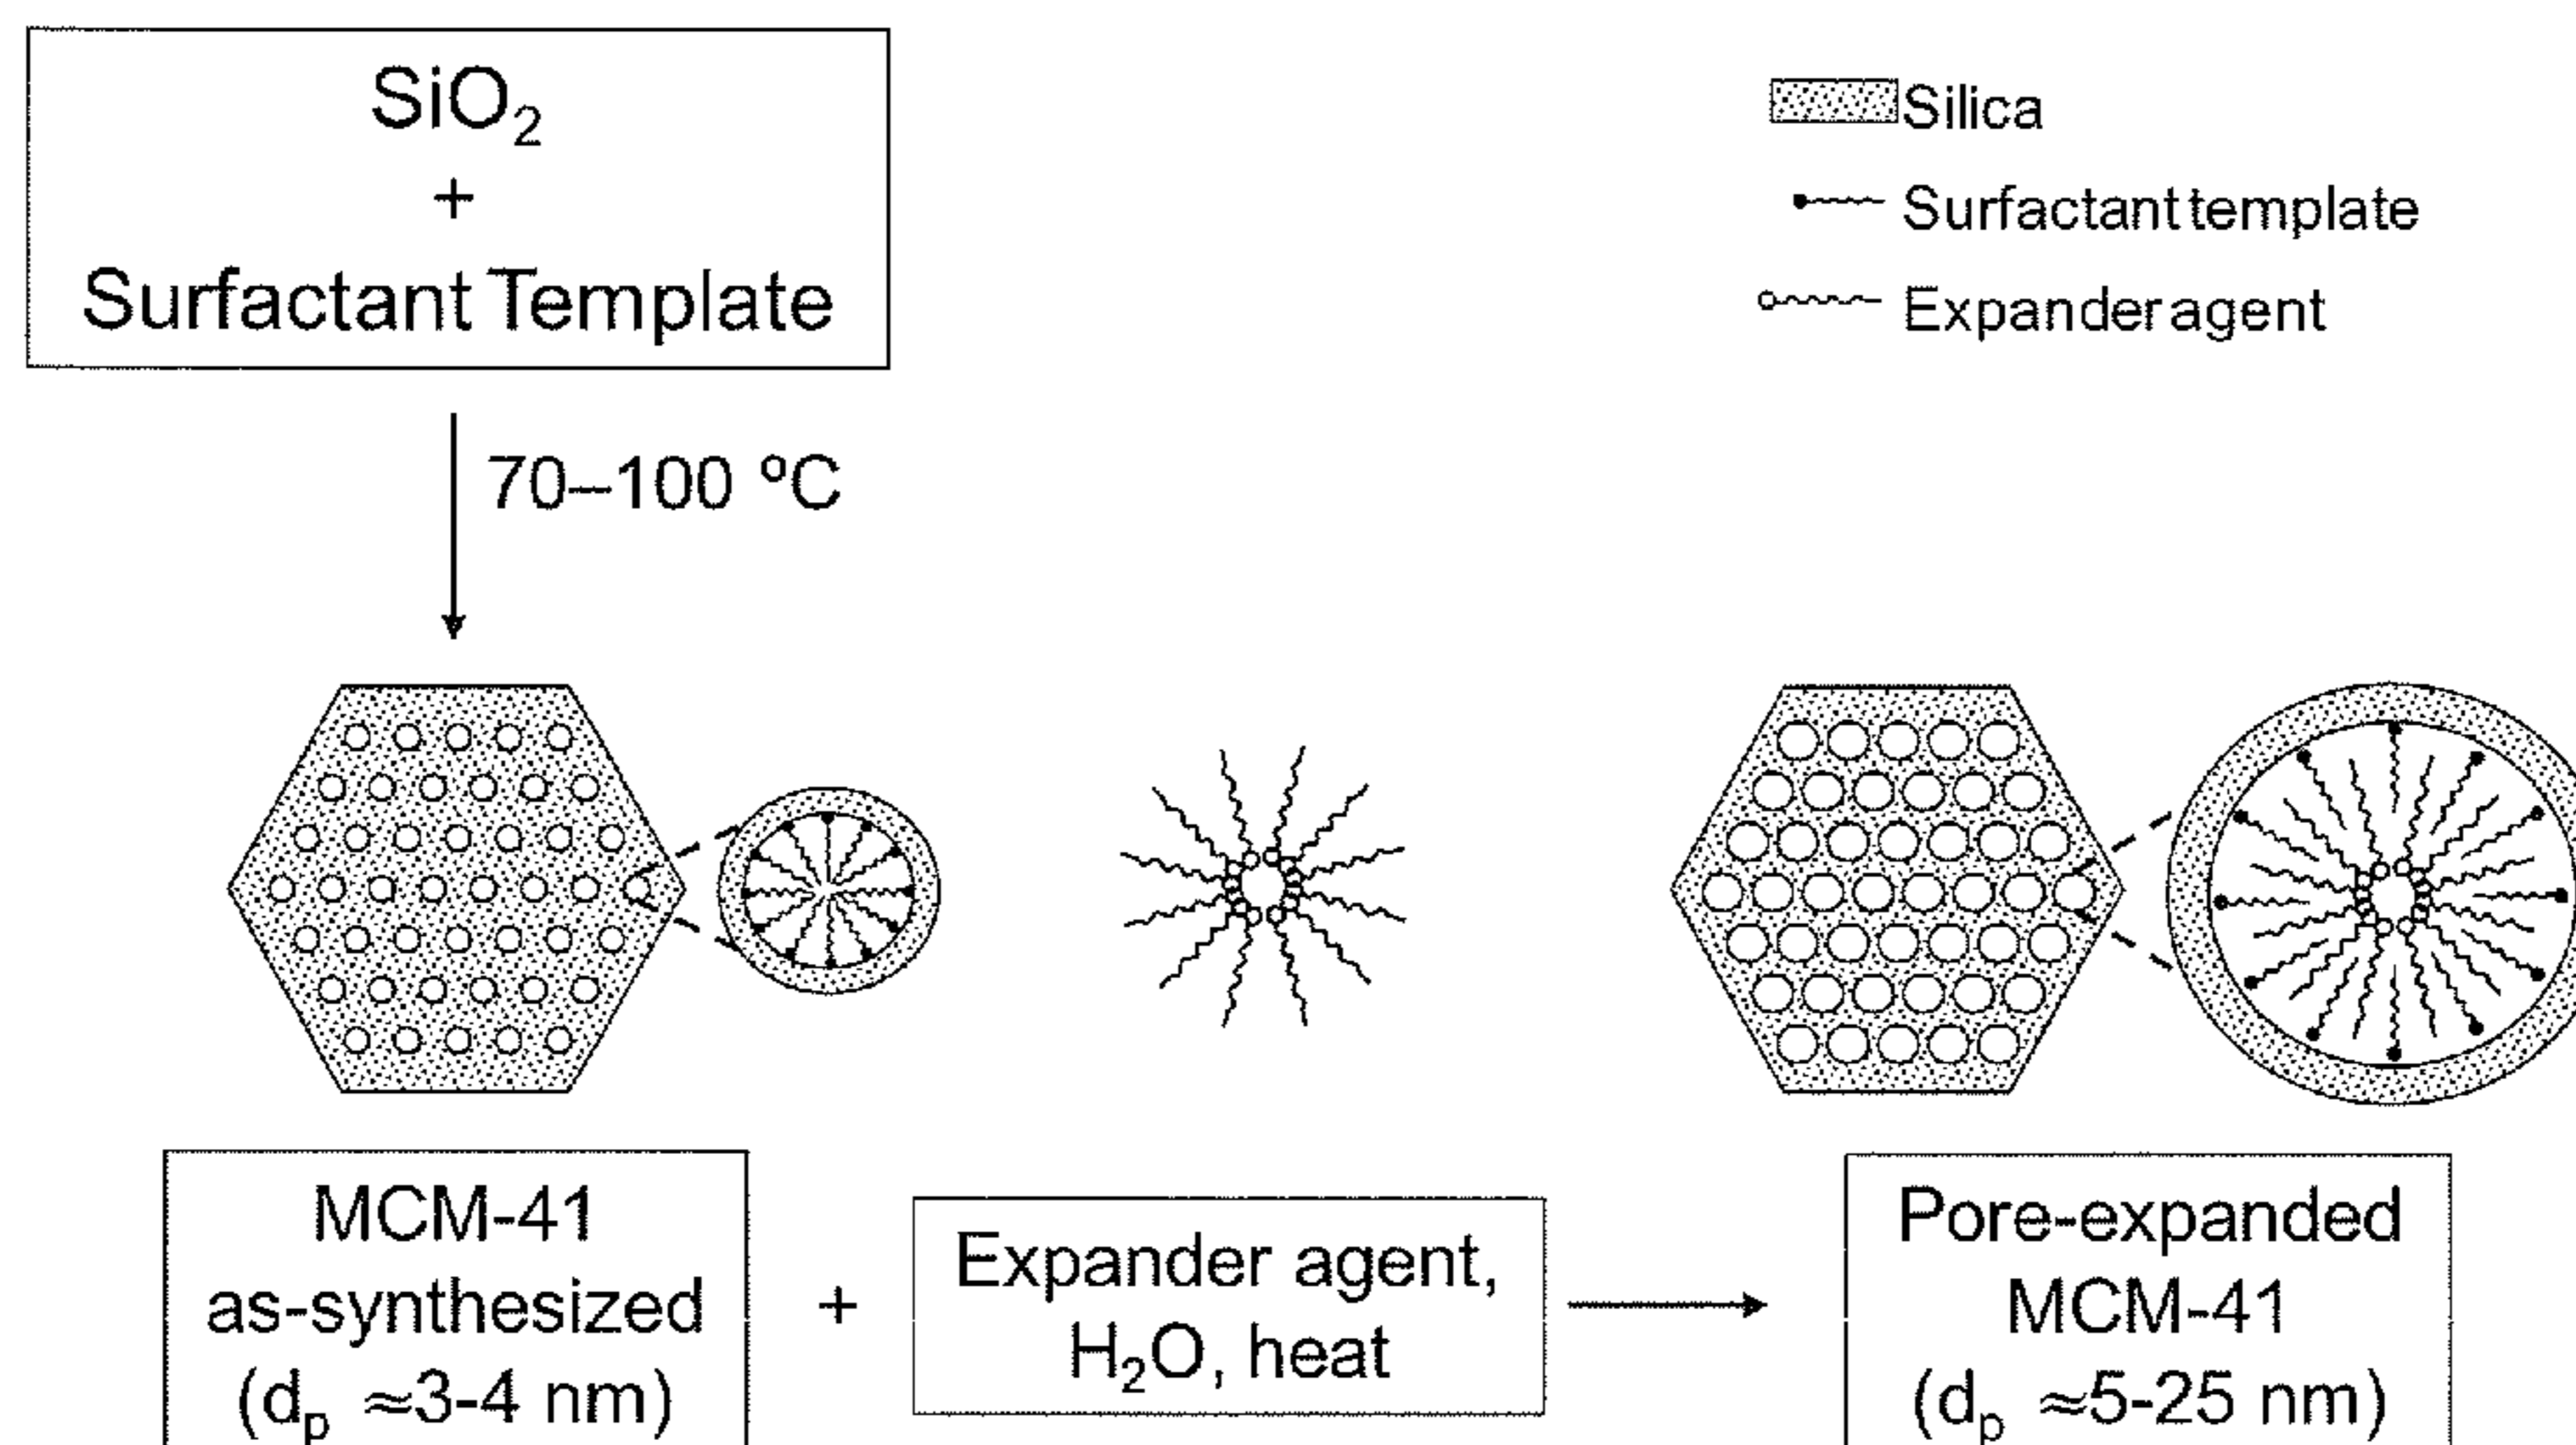 SiO₂
+
Surfactant Template
70–100 °C
Silica
Surfactant template
Expander agent
MCM-41
as-synthesized
(dₚ ≈3-4 nm)
+
Expander agent,
H₂O, heat
Pore-expanded
MCM-41
(dₚ ≈5-25 nm)